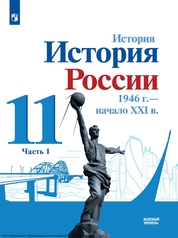 История
История
России
1946 г.—
начало XXI в.
11
Часть 1
БАЗОВЫЙ
УРОВЕНЬ